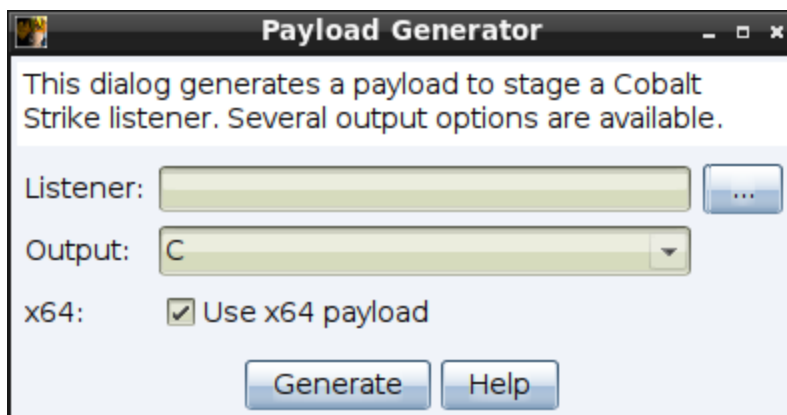 Payload Generator
This dialog generates a payload to stage a Cobalt
Strike listener. Several output options are available.
Listener:
...
Output: C
x64: Use x64 payload
Generate Help